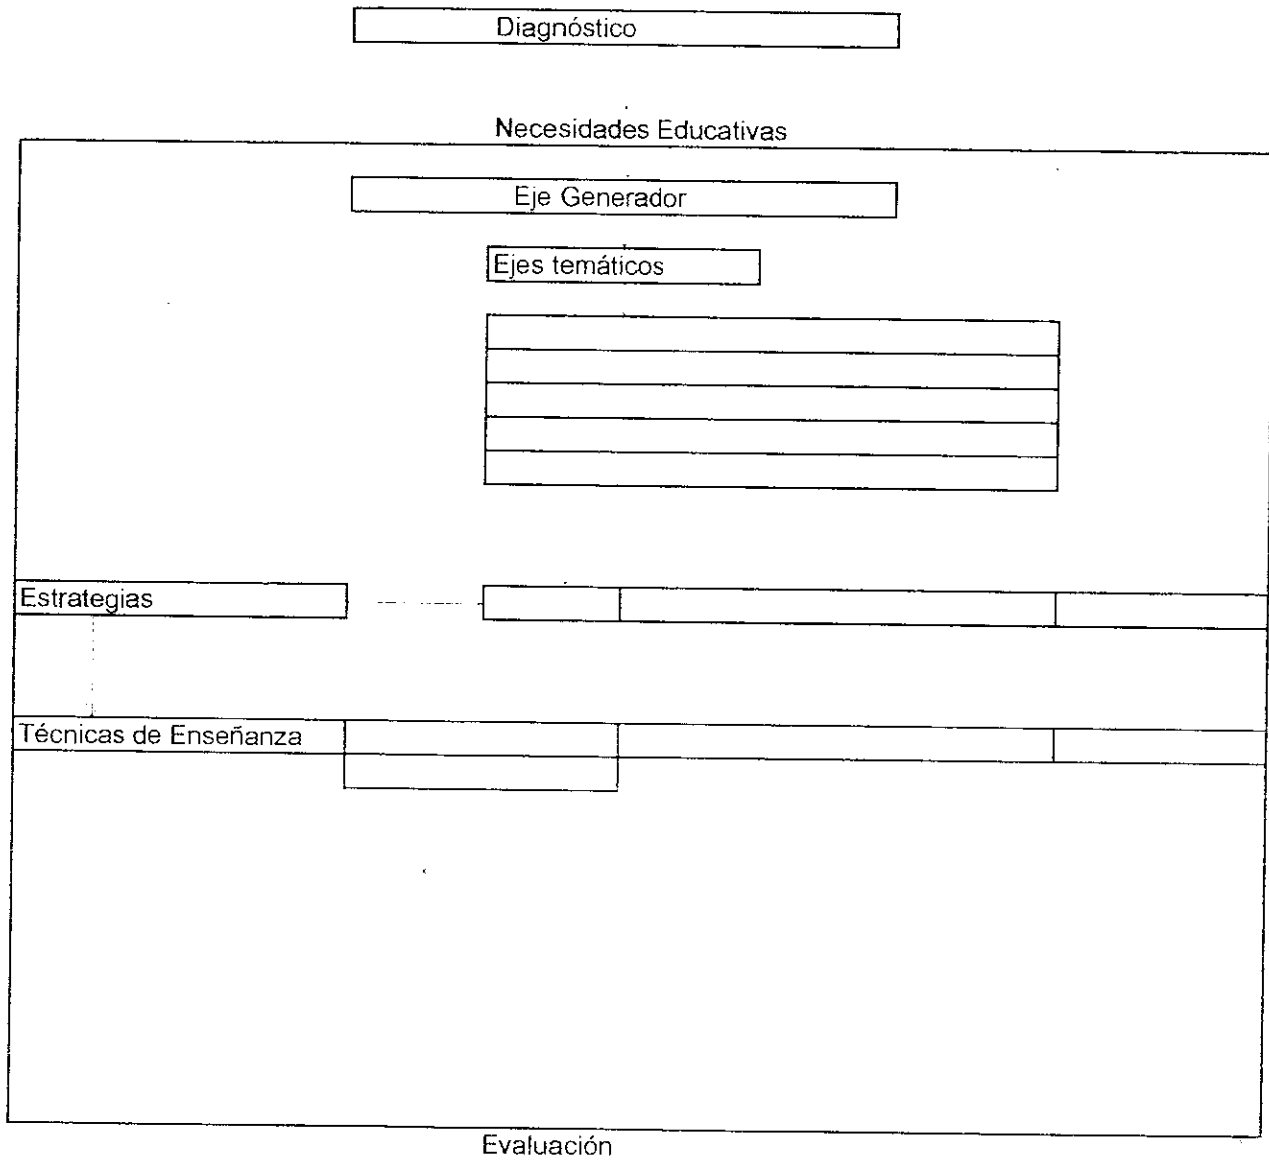 Diagnóstico
Necesidades Educativas
Eje Generador
Ejes temáticos
Estrategias
Técnicas de Enseñanza
Evaluación